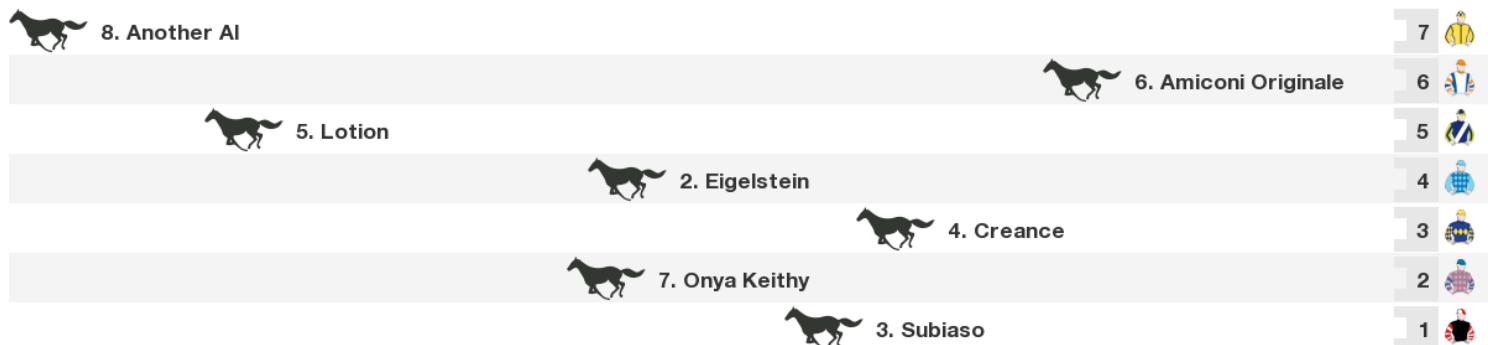 8. Another Al 7
6. Amiconi Originale 6
5. Lotion 5
2. Eigelstein 4
4. Creance 3
7. Onya Keithy 2
3. Subiaso 1